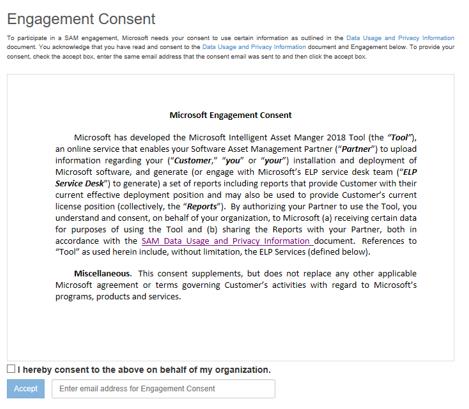 Engagement Consent
To participate in a SAM engagement, Microsoft needs your consent to use certain information as outlined in the Data Usage and Privacy Information
document. You acknowledge that you have read and consent to the Data Usage and Privacy Information document and Engagement below. To provide your
consent, check the accept box, enter the same email address that the consent email was sent to and then click the accept box.
Microsoft Engagement Consent
Microsoft has developed the Microsoft Intelligent Asset Manger 2018 Tool (the “Tool”),
an online service that enables your Software Asset Management Partner (“Partner”) to upload
information regarding your (“Customer,” “you” or “your”) installation and deployment of
Microsoft software, and generate (or engage with Microsoft’s ELP service desk team (“ELP
Service Desk”) to generate) a set of reports including reports that provide Customer with their
current effective deployment position and may also be used to provide Customer’s current
license position (collectively, the “Reports”). By authorizing your Partner to use the Tool, you
understand and consent, on behalf of your organization, to Microsoft (a) receiving certain data
for purposes of using the Tool and (b) sharing the Reports with your Partner, both in
accordance with the SAM Data Usage and Privacy Information document. References to
“Tool” as used herein include, without limitation, the ELP Services (defined below).
Miscellaneous. This consent supplements, but does not replace any other applicable
Microsoft agreement or terms governing Customer’s activities with regard to Microsoft’s
programs, products and services.
I hereby consent to the above on behalf of my organization.
Accept Enter email address for Engagement Consent